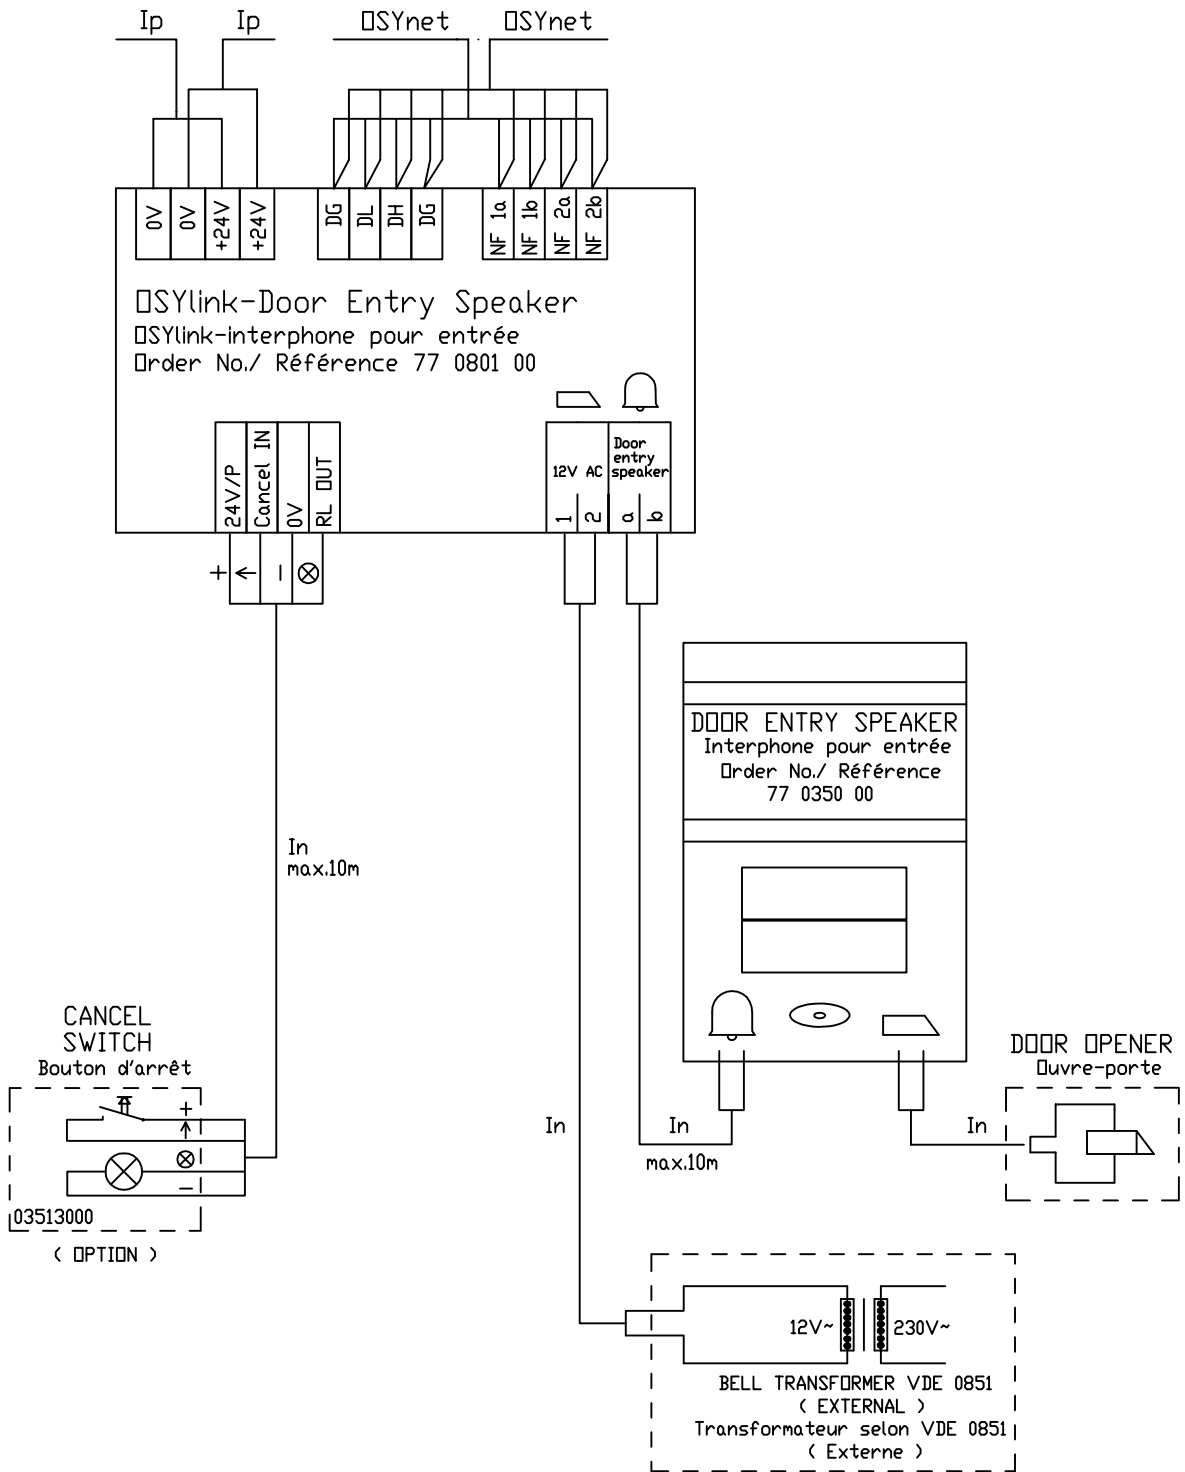 Ip
Ip
OSYnet
OSYnet
0V
0V
+24V
+24V
DG
DL
DH
DG
NF 1a
NF 1b
NF 2a
NF 2b
OSYlink-Door Entry Speaker
OSYlink-interphone pour entrée
Order No./ Référence 77 0801 00
24V/P
Cancel IN
0V
RL OUT
12V AC
Door
entry
speaker
1
2
a
b
+
-
DOOR ENTRY SPEAKER
Interphone pour entrée
Order No./ Référence
77 0350 00
In
max.10m
CANCEL
SWITCH
Bouton d'arrêt
+
-
03513000
( OPTION )
In
In
max.10m
In
DOOR OPENER
Ouvre-porte
12V~
230V~
BELL TRANSFORMER VDE 0851
( EXTERNAL )
Transformateur selon VDE 0851
( Externe )